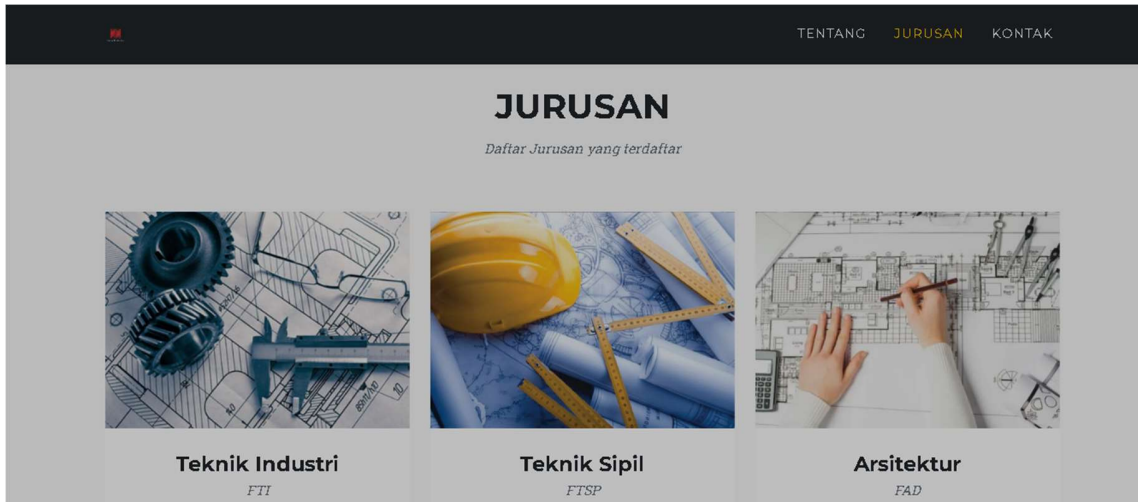 TENTANG JURUSAN KONTAK
JURUSAN
Daftar Jurusan yang terdaftar
Teknik Industri
FTI
Teknik Sipil
FTSP
Arsitektur
FAD